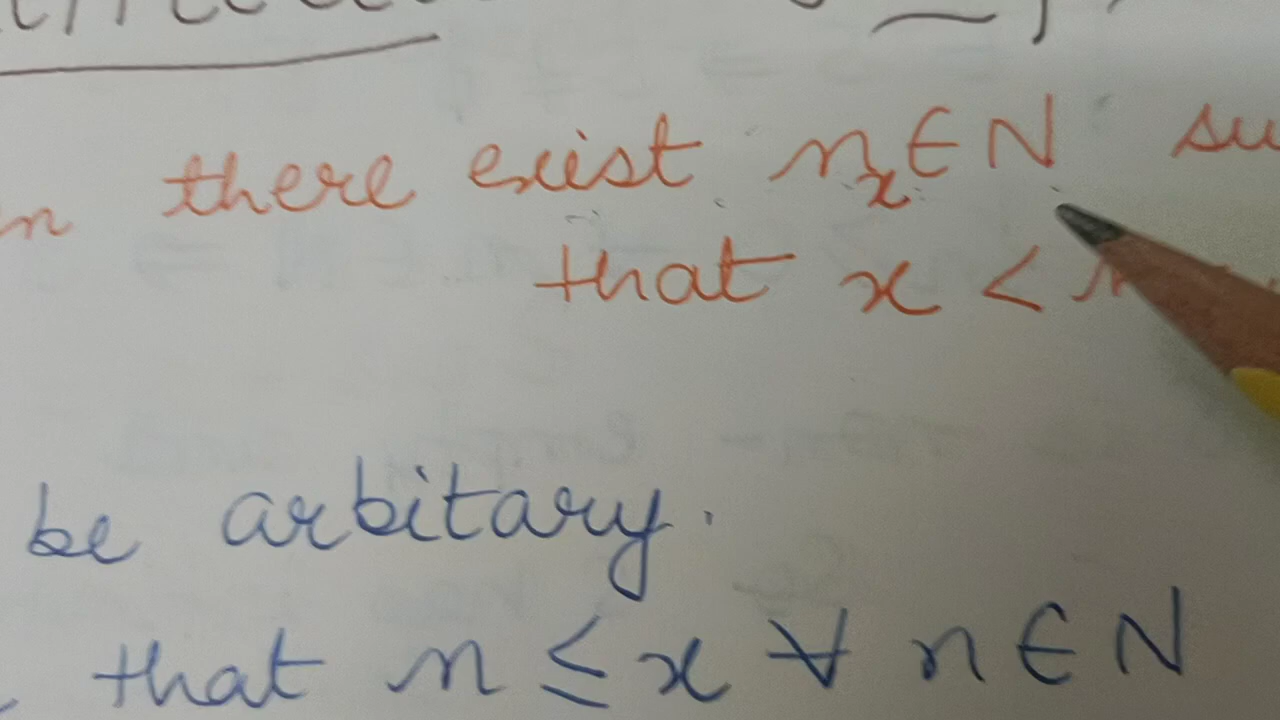 there exist nₓ ∈ N
that x <
be arbitary.
that n ≤ x ∀ n ∈ N